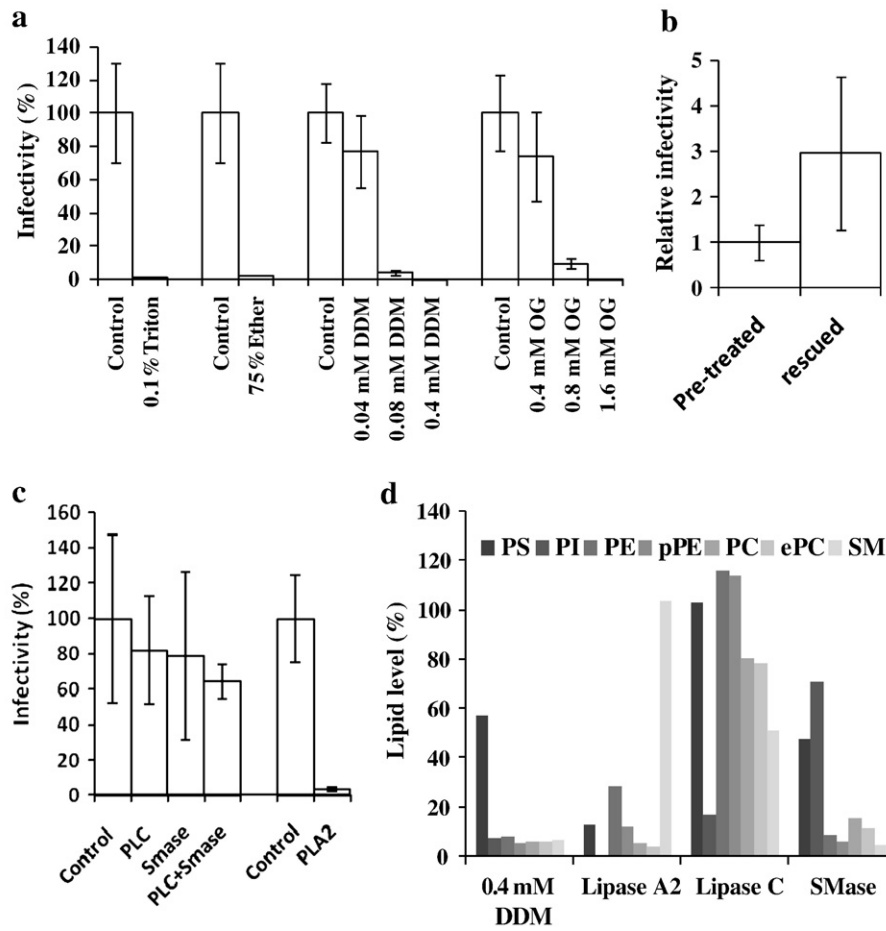 a
Infectivity (%)
140
120
100
80
60
40
20
0
Control
0.1% Triton
Control
75% Ether
Control
0.04 mM DDM
0.08 mM DDM
0.4 mM DDM
Control
0.4 mM OG
0.8 mM OG
1.6 mM OG
b
Relative infectivity
5
4
3
2
1
0
Pre-treated
rescued
c
Infectivity (%)
160
140
120
100
80
60
40
20
0
Control
PLC
Smase
PLC+Smase
Control
PLA2
d
Lipid level (%)
140
120
100
80
60
40
20
0
PS PI PE pPE PC ePC SM
0.4 mM DDM
Lipase A2
Lipase C
SMase